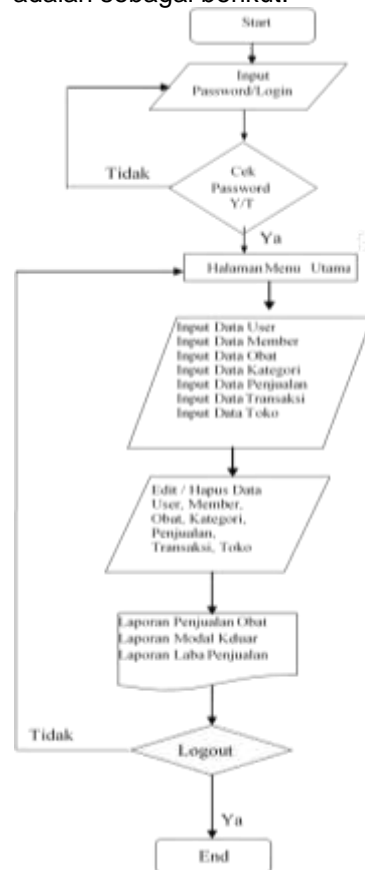 adalah sebagai berikut.
Start
Input
Password/Login
Tidak
Cek
Password
Y/T
Ya
Halaman Menu Utama
Input Data User
Input Data Member
Input Data Obat
Input Data Kategori
Input Data Penjualan
Input Data Transaksi
Input Data Toko
Edit / Hapus Data
User, Member,
Obat, Kategori,
Penjualan,
Transaksi, Toko
Laporan Penjualan Obat
Laporan Modal Kduar
Laporan Laba Penjualan
Tidak
Logout
Ya
End